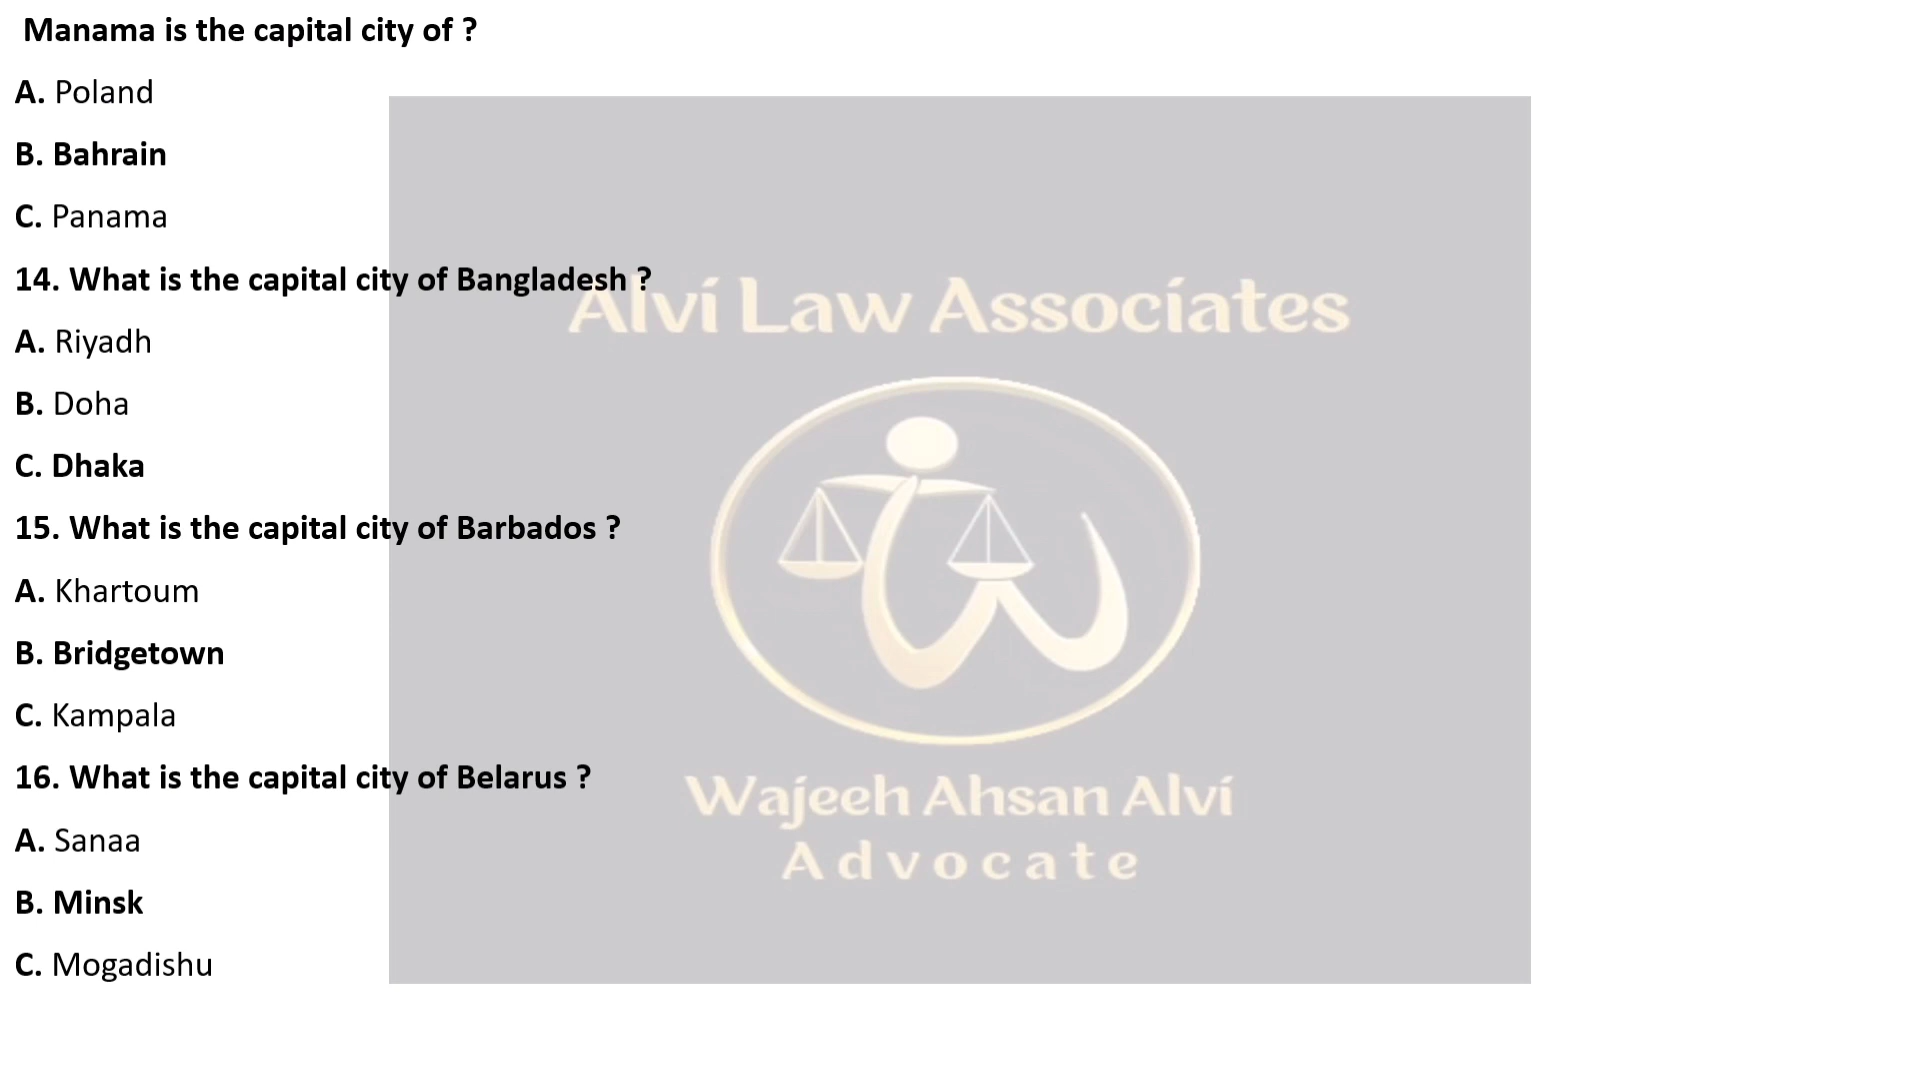 Manama is the capital city of ?
A. Poland
B. Bahrain
C. Panama
14. What is the capital city of Bangladesh ?
A. Riyadh
B. Doha
C. Dhaka
15. What is the capital city of Barbados ?
A. Khartoum
B. Bridgetown
C. Kampala
16. What is the capital city of Belarus ?
A. Sanaa
B. Minsk
C. Mogadishu
Alvi Law Associates
Wajeeh Ahsan Alvi
Advocate